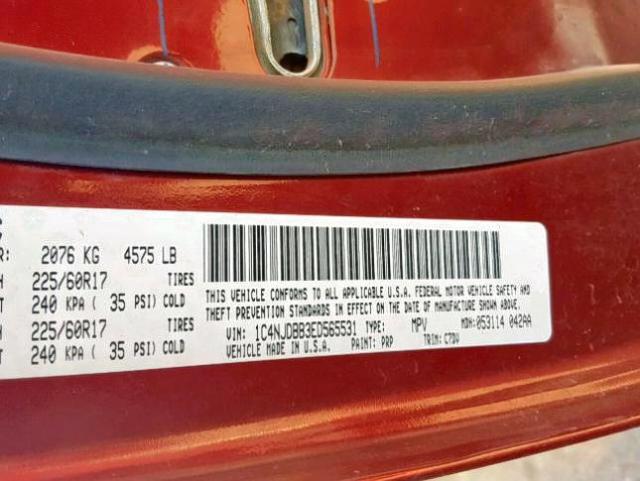 R: 2076 KG 4575 LB
H 225/60R17 TIRES
T 240 KPA ( 35 PSI) COLD
H 225/60R17 TIRES
T 240 KPA ( 35 PSI) COLD
THIS VEHICLE CONFORMS TO ALL APPLICABLE U.S.A. FEDERAL MOTOR VEHICLE SAFETY AND
THEFT PREVENTION STANDARDS IN EFFECT ON THE DATE OF MANUFACTURE SHOWN ABOVE.
VIN: 1C4NJDBB3ED565531 TYPE: MPV MDH: 053114 042AA
VEHICLE MADE IN U.S.A. PAINT: PRP TRIM: C7DV